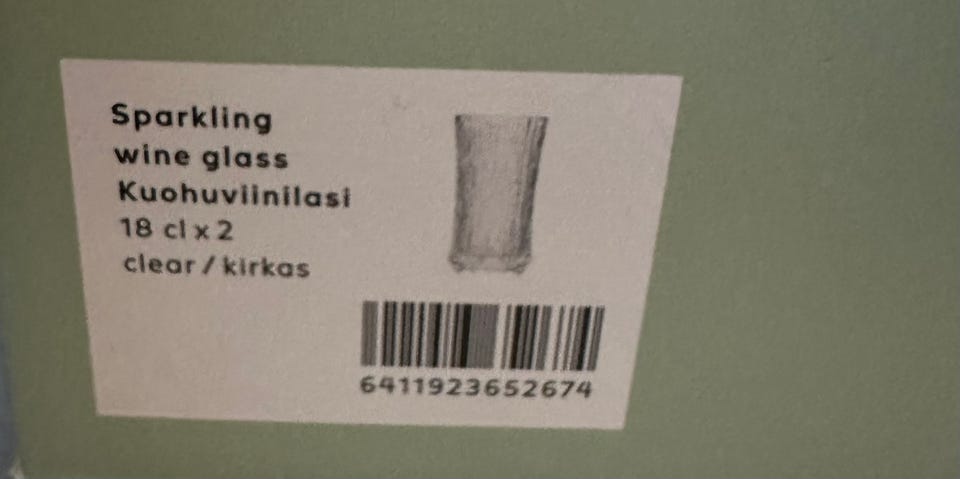 Sparkling
wine glass
Kuohuviinilasi
18 cl x 2
clear / kirkas
6411923652674